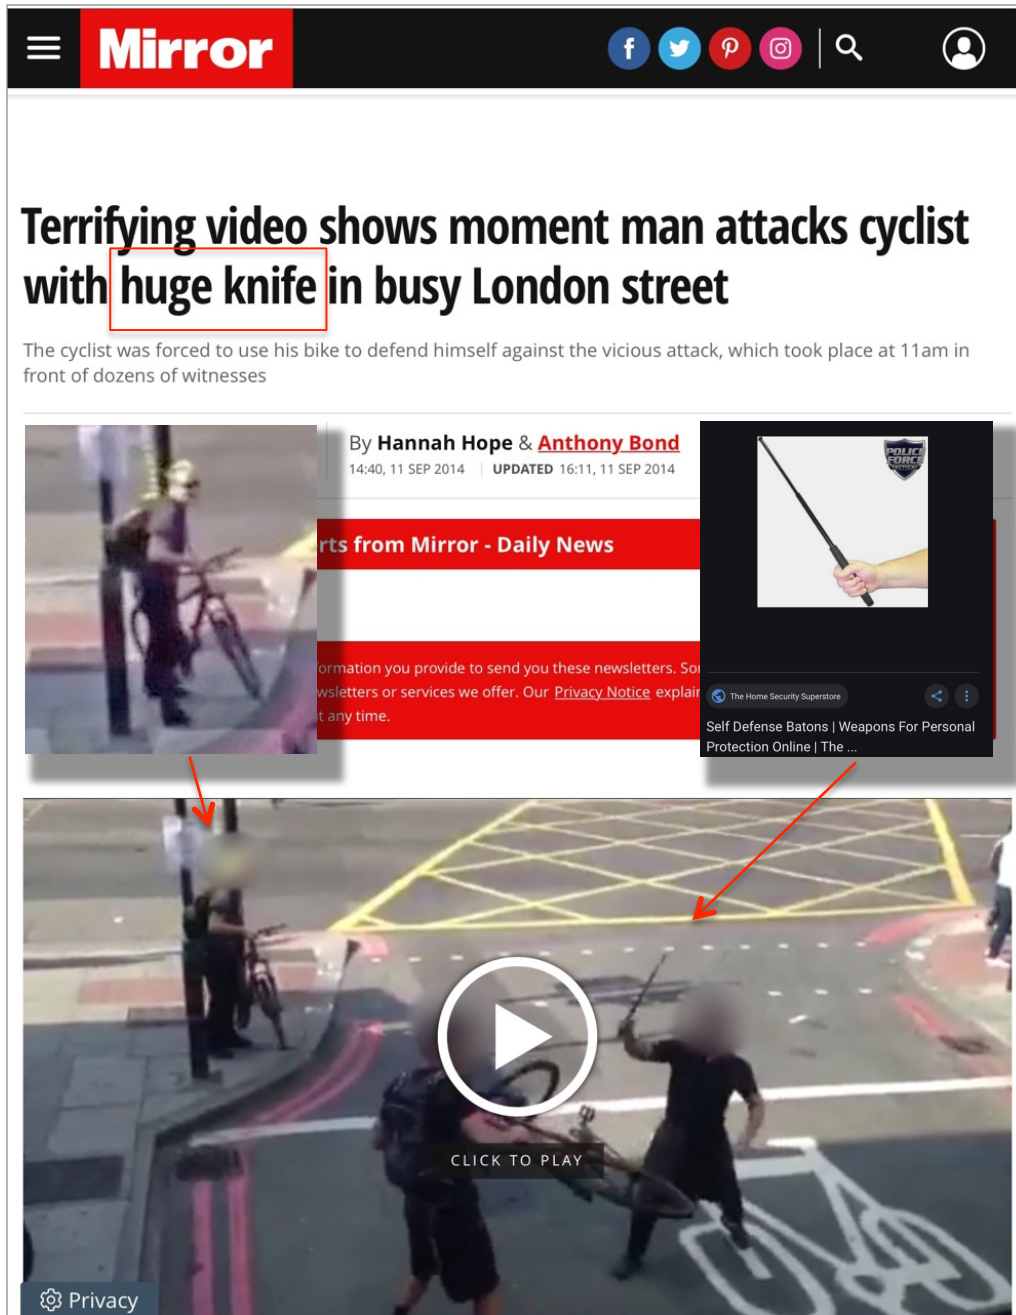 Mirror
Terrifying video shows moment man attacks cyclist
with huge knife in busy London street
The cyclist was forced to use his bike to defend himself against the vicious attack, which took place at 11am in
front of dozens of witnesses
By Hannah Hope & Anthony Bond
14:40, 11 SEP 2014 | UPDATED 16:11, 11 SEP 2014
POLICE
FORCE
TACTICAL
rts from Mirror - Daily News
ormation you provide to send you these newsletters. So
wsletters or services we offer. Our Privacy Notice explai
t any time.
The Home Security Superstore
Self Defense Batons | Weapons For Personal
Protection Online | The ...
CLICK TO PLAY
Privacy